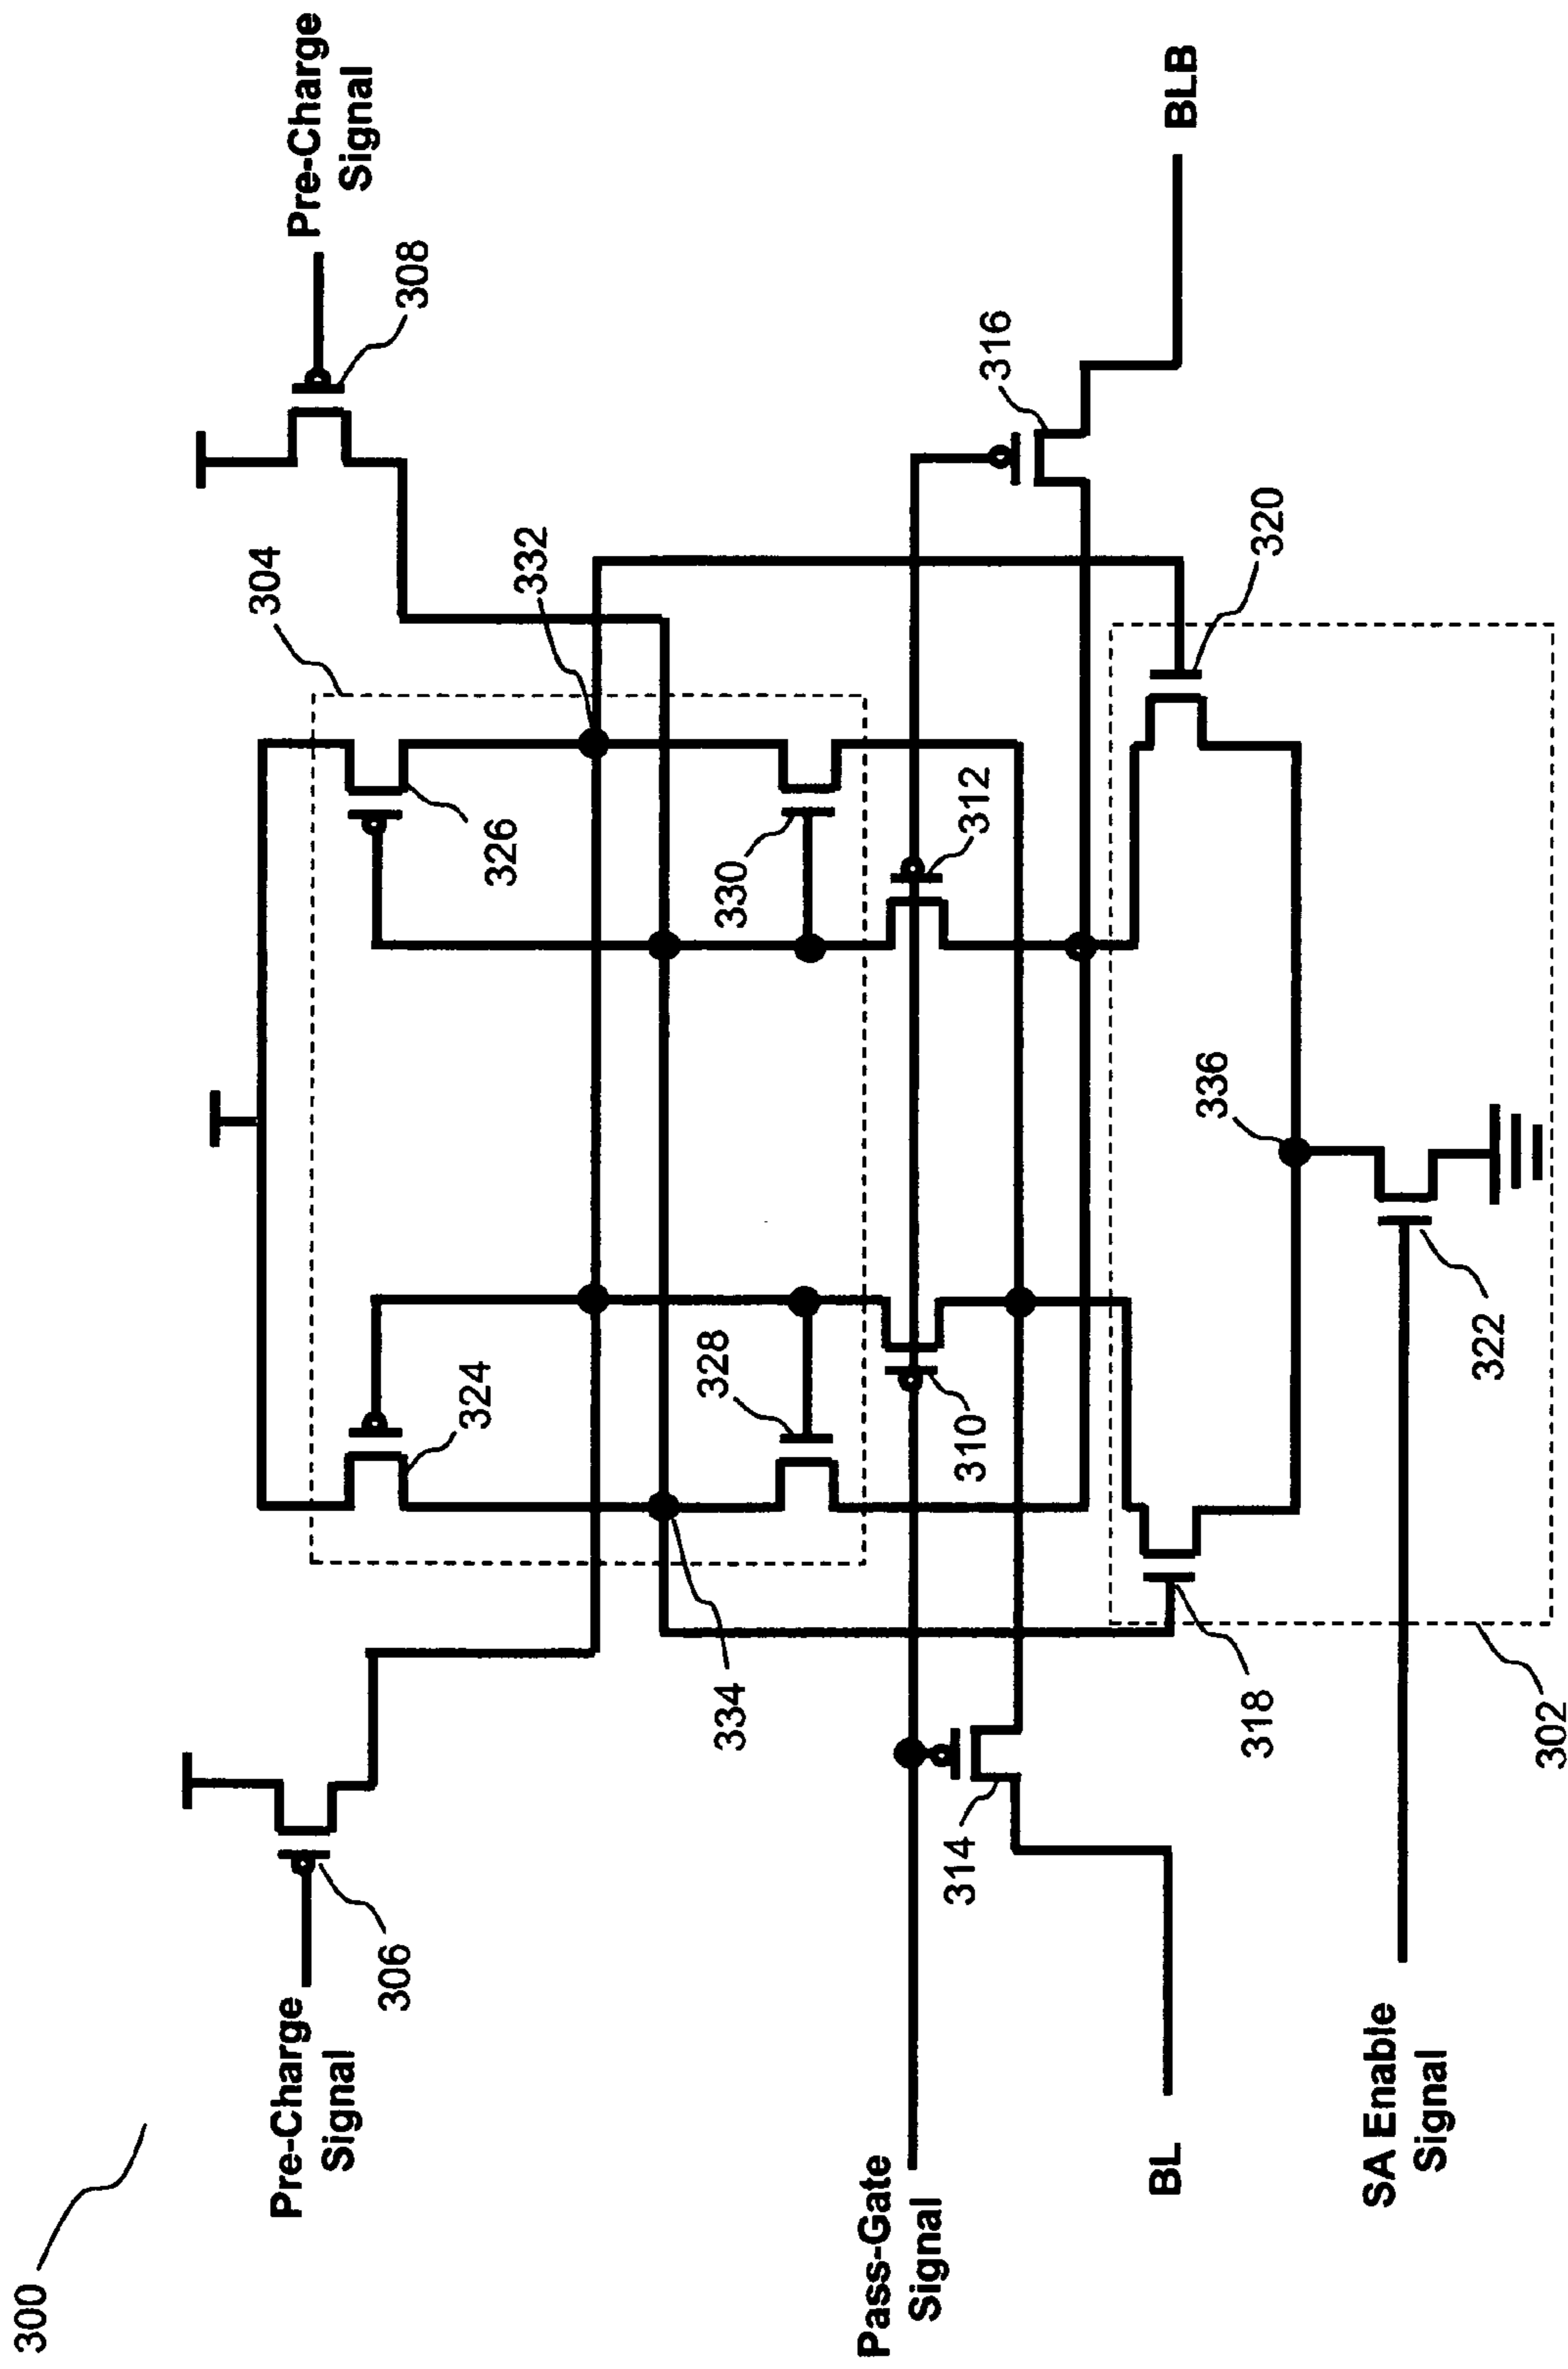 300
Pre-Charge
Signal
306
Pre-Charge
Signal
308
304
332
324
326
328
330
334
310
312
Pass-Gate
Signal
314
316
BL
BLB
318
320
336
322
SA Enable
Signal
302